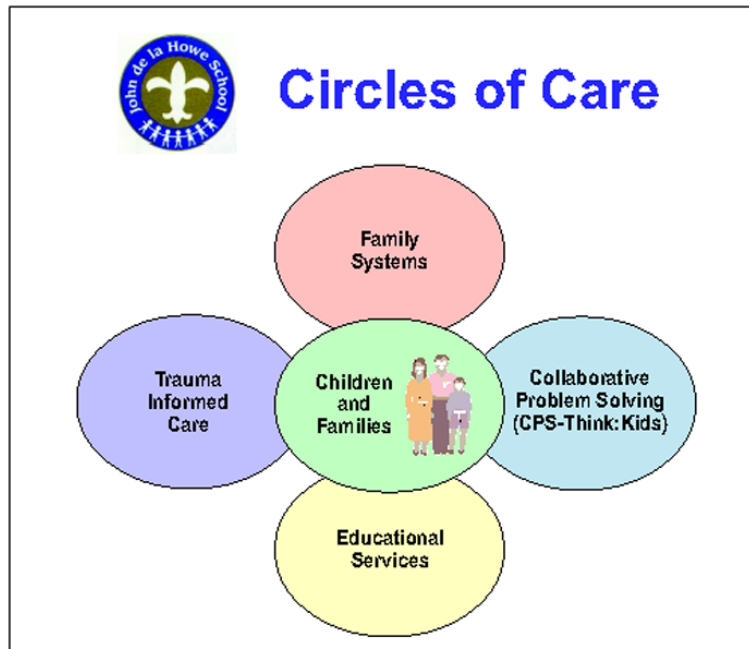 John de la Howe School
Circles of Care
Family
Systems
Trauma
Informed
Care
Children
and
Families
Collaborative
Problem Solving
(CPS-Think:Kids)
Educational
Services